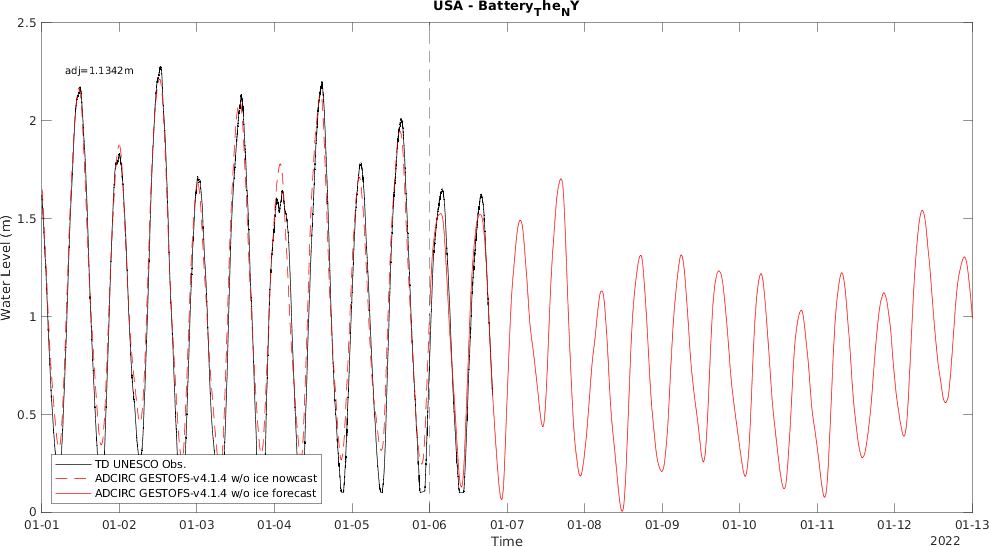 USA - Battery_The_NY
2.5
adj=1.1342m
2
1.5
Water Level (m)
1
0.5
TD UNESCO Obs.
ADCIRC GESTOFS-v4.1.4 w/o ice nowcast
ADCIRC GESTOFS-v4.1.4 w/o ice forecast
0
01-01 01-02 01-03 01-04 01-05 01-06 01-07 01-08 01-09 01-10 01-11 01-12 01-13
Time
2022